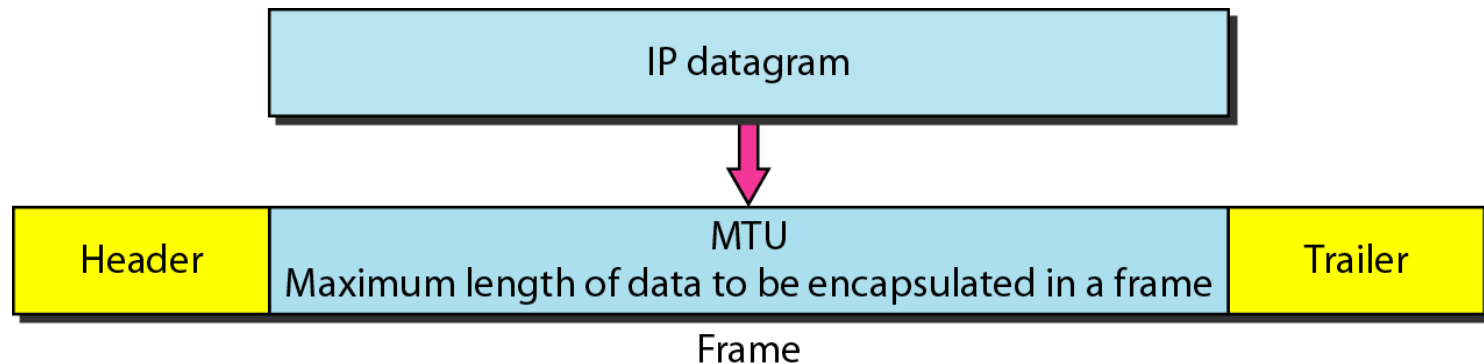 IP datagram
Header
MTU
Maximum length of data to be encapsulated in a frame
Trailer
Frame